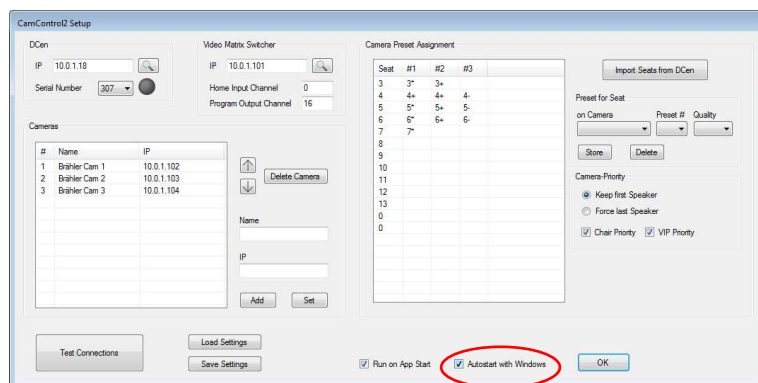 CamControl2 Setup
DCen
IP 10.0.1.18
Serial Number 307
Video Matrix Switcher
IP 10.0.1.101
Home Input Channel 0
Program Output Channel 16
Cameras
# Name IP
1 Brähler Cam 1 10.0.1.102
2 Brähler Cam 2 10.0.1.103
3 Brähler Cam 3 10.0.1.104
Delete Camera
Name
IP
Add Set
Camera Preset Assignment
Seat #1 #2 #3
3 3* 3+
4 4+ 4+ 4-
5 5* 5+ 5-
6 6* 6+ 6-
7 7*
8
9
10
11
12
13
0
0
Import Seats from DCen
Preset for Seat
on Camera Preset # Quality
Store Delete
Camera-Priority
Keep first Speaker
Force last Speaker
Chair Priority VIP Priority
Test Connections
Load Settings
Save Settings
Run on App Start Autostart with Windows OK